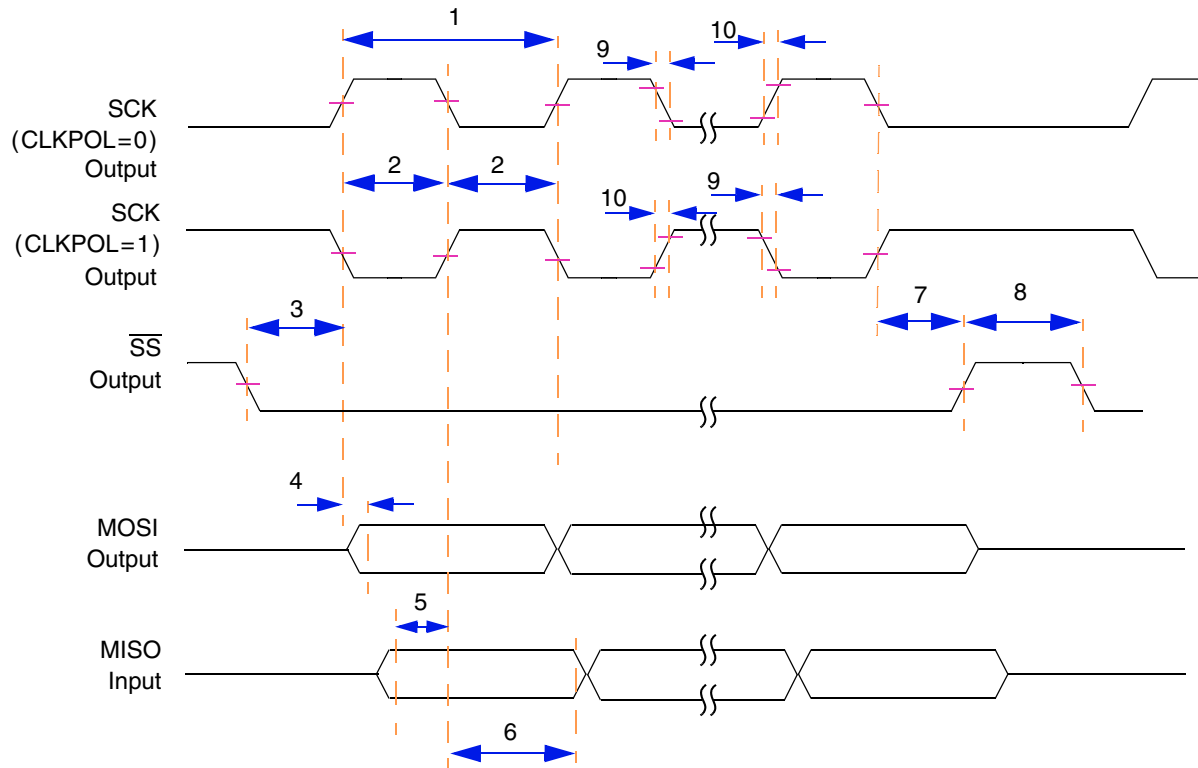 1
9
10
SCK
(CLKPOL=0)
Output
2
2
SCK
(CLKPOL=1)
Output
10
9
3
7
8
SS
Output
4
MOSI
Output
5
MISO
Input
6